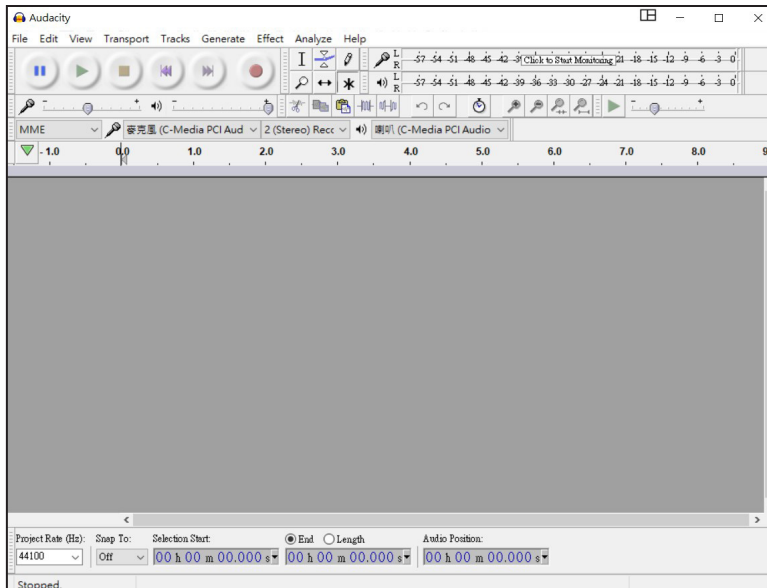 Audacity
File Edit View Transport Tracks Generate Effect Analyze Help
L R -57 -54 -51 -48 -45 -42 -3 Click to Start Monitoring 21 -18 -15 -12 -9 -6 -3 0
L R -57 -54 -51 -48 -45 -42 -39 -36 -33 -30 -27 -24 -21 -18 -15 -12 -9 -6 -3 0
MME 麥克風 (C-Media PCI Aud 2 (Stereo) Recc 喇叭 (C-Media PCI Audio
- 1.0 0.0 1.0 2.0 3.0 4.0 5.0 6.0 7.0 8.0 9
Project Rate (Hz): Snap To: Selection Start: End Length Audio Position:
44100 Off 00 h 00 m 00.000 s 00 h 00 m 00.000 s 00 h 00 m 00.000 s
Stopped.